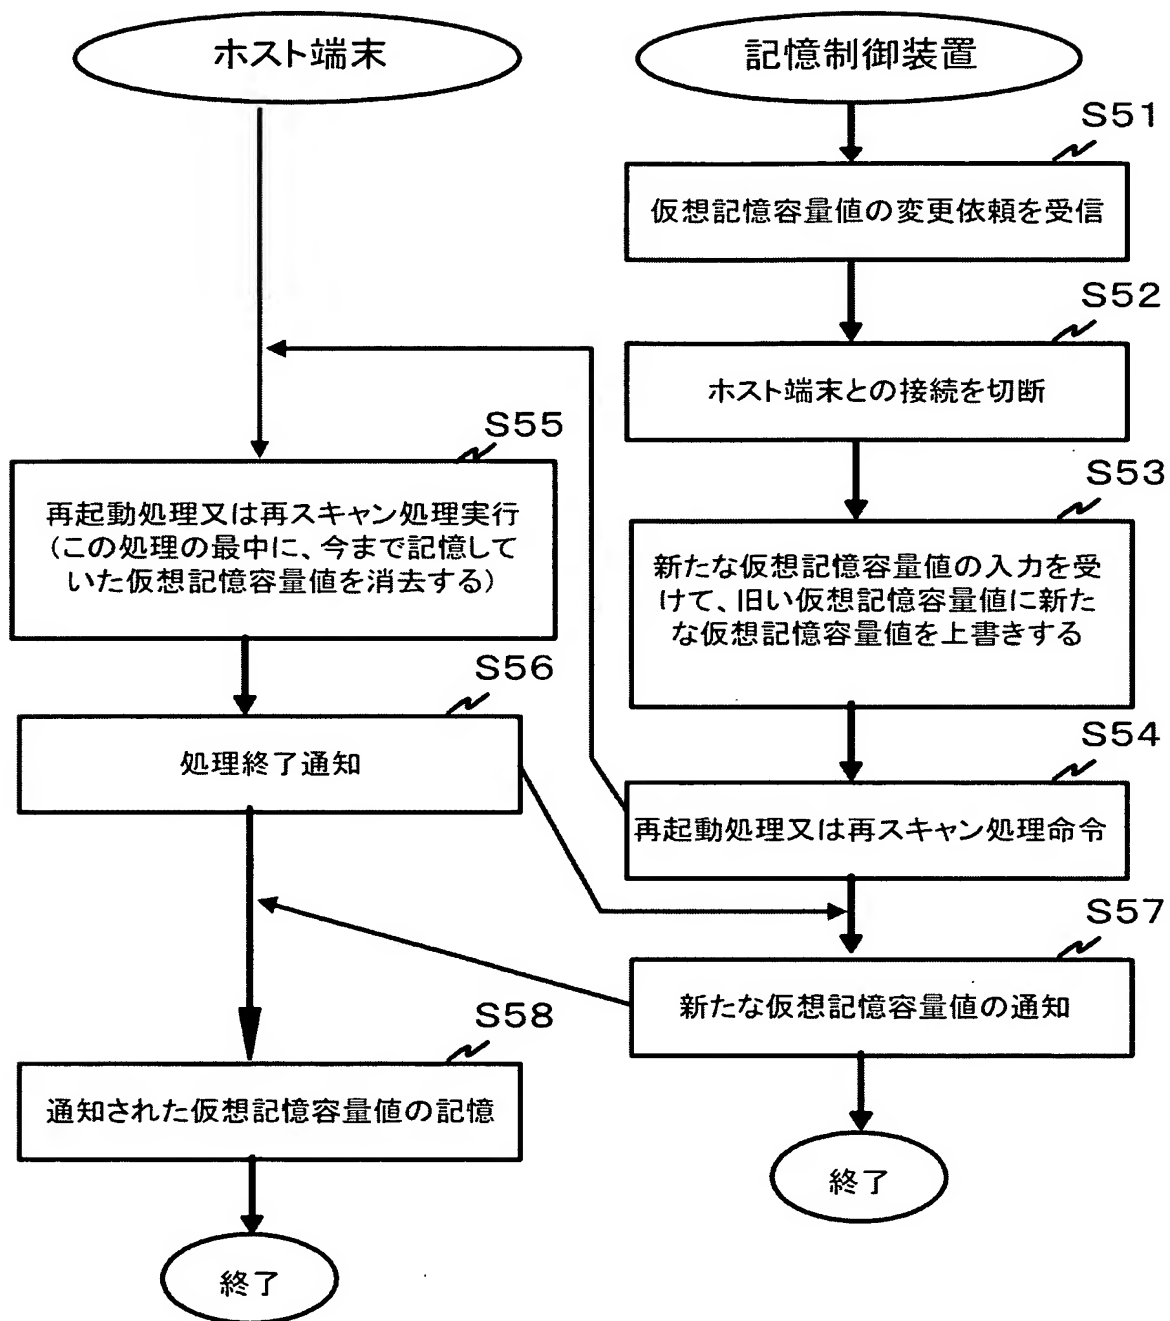 ホスト端末
記憶制御装置
S51
仮想記憶容量値の変更依頼を受信
S52
ホスト端末との接続を切断
S55
再起動処理又は再スキャン処理実行
(この処理の最中に、今まで記憶して
いた仮想記憶容量値を消去する)
S53
新たな仮想記憶容量値の入力を受
けて、旧い仮想記憶容量値に新た
な仮想記憶容量値を上書きする
S56
処理終了通知
S54
再起動処理又は再スキャン処理命令
S57
新たな仮想記憶容量値の通知
S58
通知された仮想記憶容量値の記憶
終了
終了